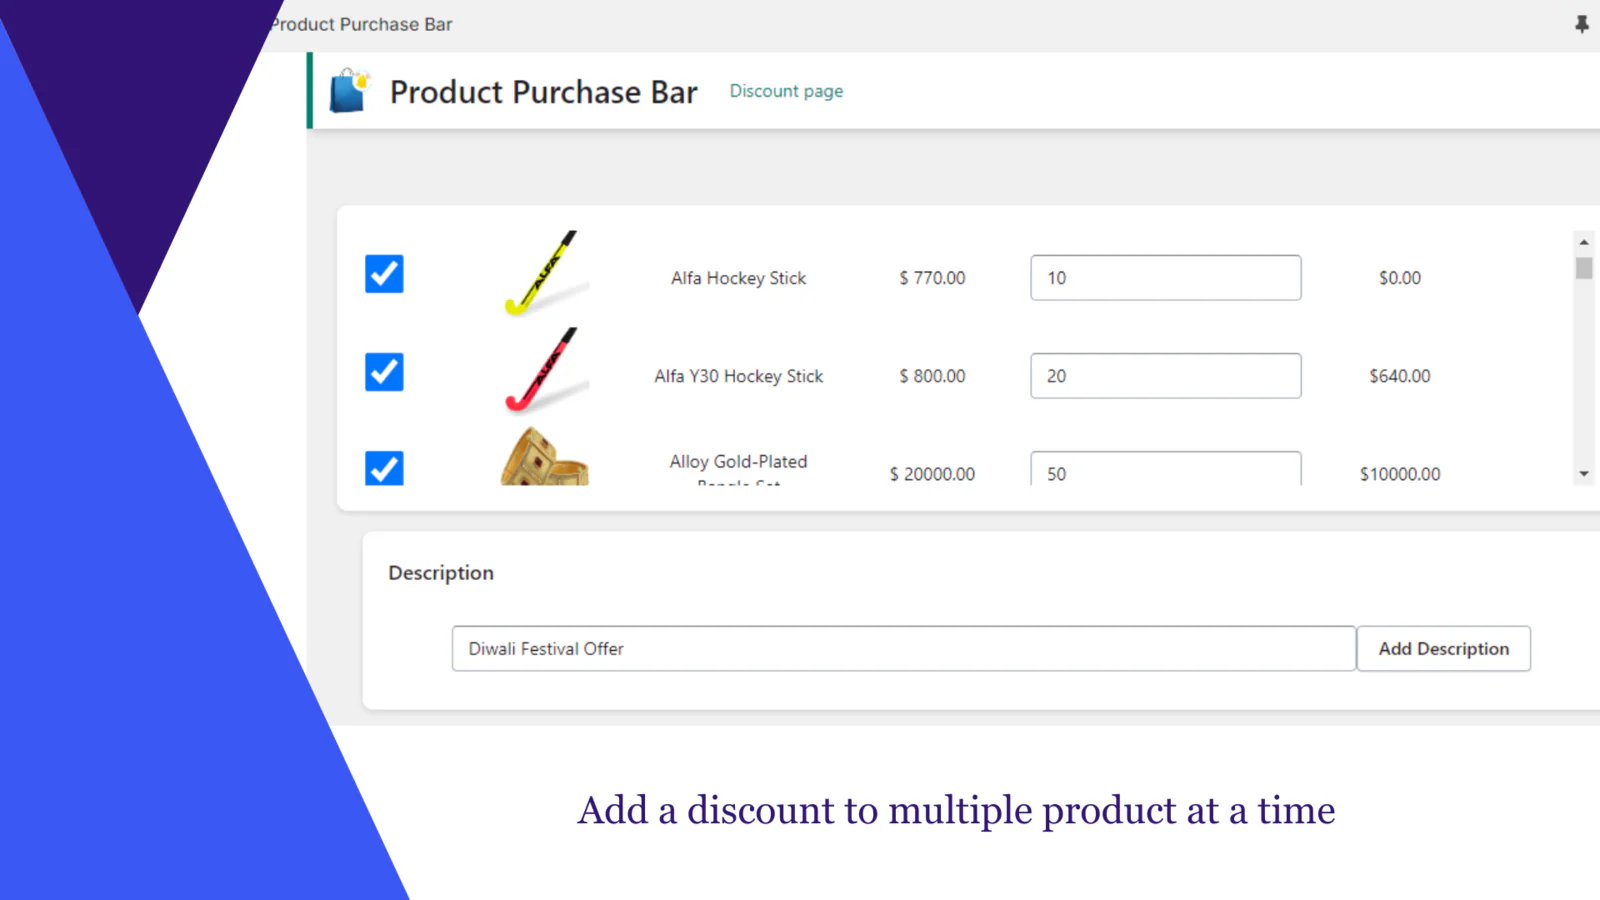 Product Purchase Bar
Product Purchase Bar Discount page
Alfa Hockey Stick $ 770.00 10 $0.00
ALFA
Alfa Y30 Hockey Stick $ 800.00 20 $640.00
ALFA
Alloy Gold-Plated
$ 20000.00 50 $10000.00
Description
Diwali Festival Offer Add Description
Add a discount to multiple product at a time